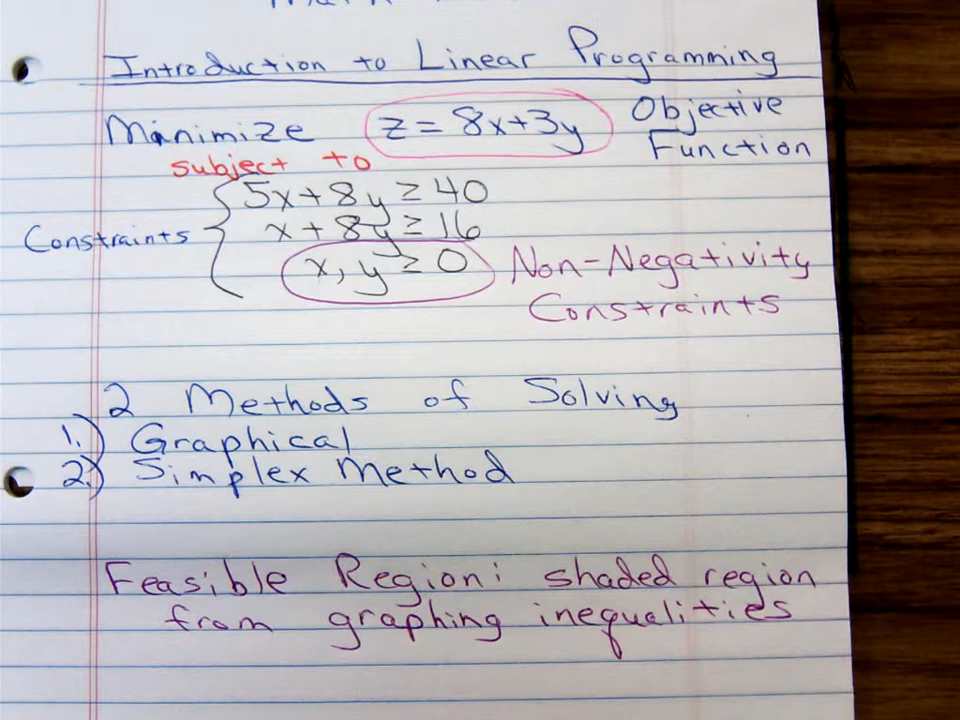 Introduction to Linear Programming
Minimize z = 8x+3y Objective
Function
subject to
5x + 8y ≥ 40
Constraints x + 8y ≥ 16
x, y ≥ 0 Non-Negativity
Constraints
2 Methods of Solving
1.) Graphical
2.) Simplex Method
Feasible Region: shaded region
from graphing inequalities